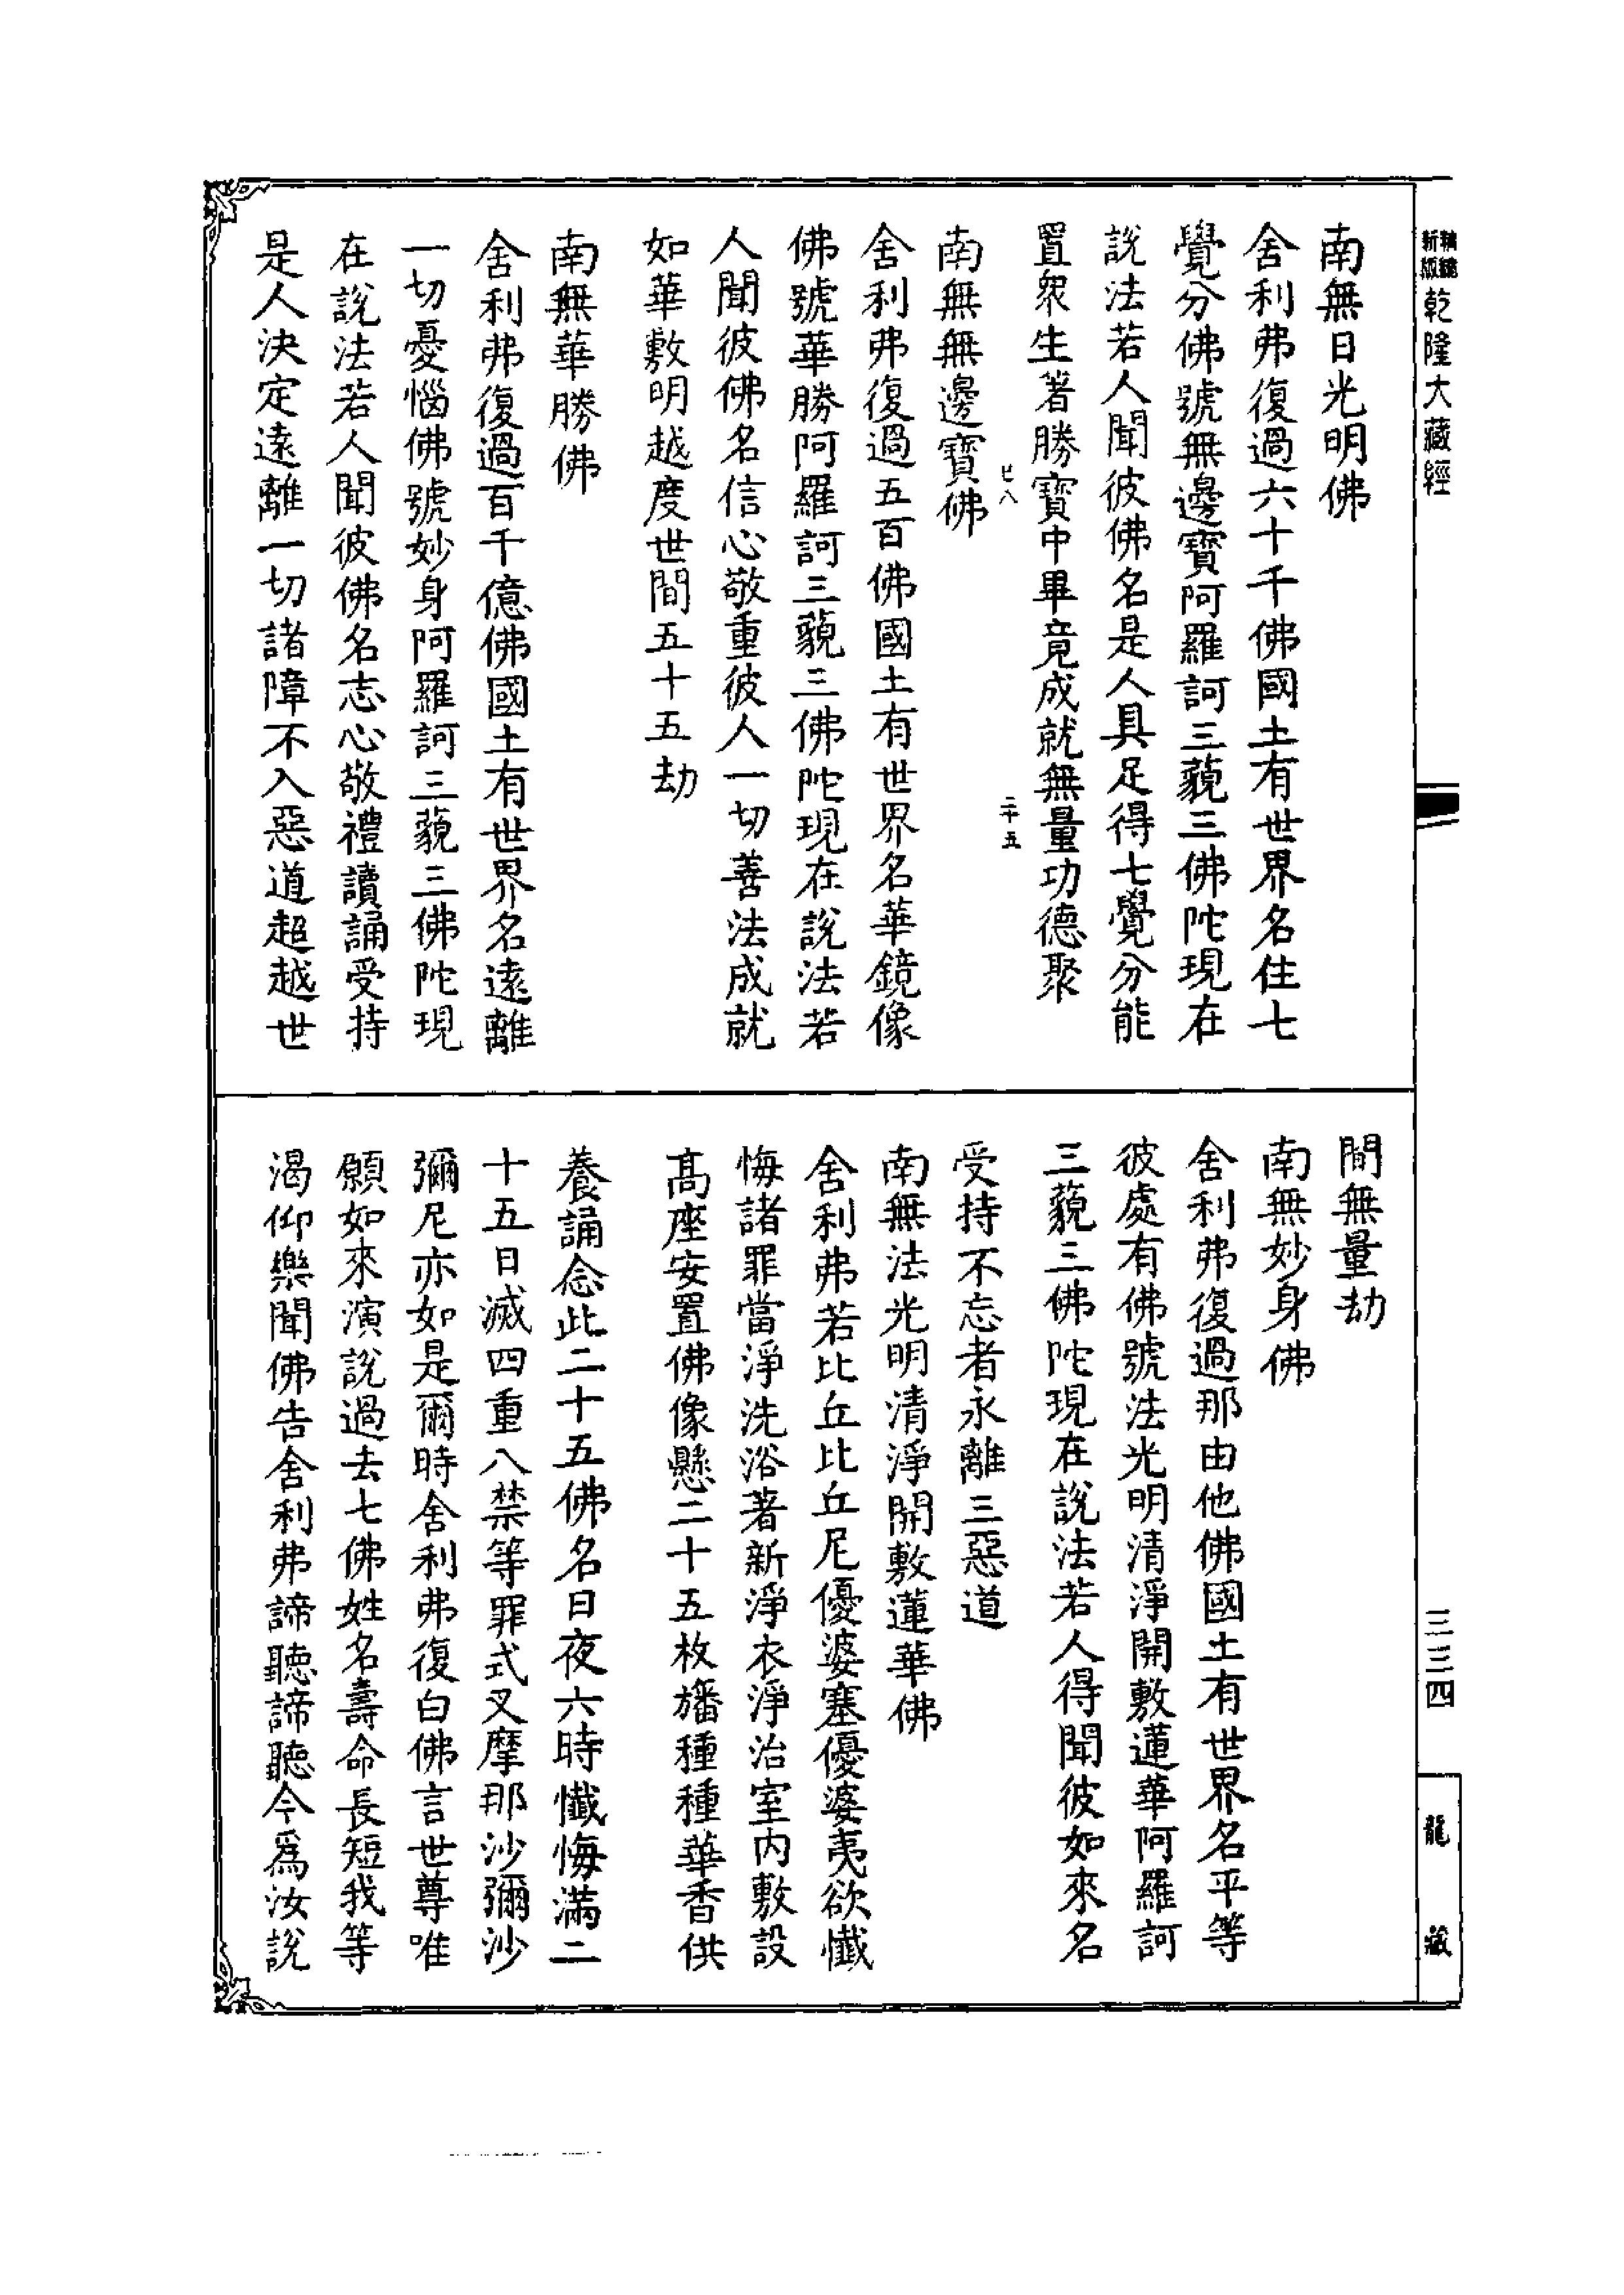 南無日光明佛
舍利弗復過六十千佛國土有世界名住七
覺分佛號無邊寶阿羅訶三藐三佛陀現在
說法若人聞彼佛名是人具足得七覺分能
置衆生著勝寶中畢竟成就無量功德聚
二十五
南無無邊寶佛
舍利弗復過五百佛國土有世界名華鏡像
佛號華勝阿羅訶三藐三佛陀現在說法若
人聞彼佛名信心敬重彼人一切善法成就
如華敷明越度世間五十五劫
南無華勝佛
舍利弗復過百千億佛國土有世界名遠離
一切憂惱佛號妙身阿羅訶三藐三佛陀現
在說法若人聞彼佛名志心敬禮讀誦受持
是人決定遠離一切諸障不入惡道超越世
間無量劫
南無妙身佛
舍利弗復過那由他佛國土有世界名平等
彼處有佛號法光明清淨開敷蓮華阿羅訶
三藐三佛陀現在說法若人得聞彼如來名
受持不忘者永離三惡道
南無法光明清淨開敷蓮華佛
舍利弗若比丘比丘尼優婆塞優婆夷欲懺
悔諸罪當淨洗浴著新淨衣淨治室内敷設
高座安置佛像懸二十五枚旛種種華香供
養誦念此二十五佛名日夜六時懺悔滿二
十五日滅四重八禁等罪式叉摩那沙彌沙
彌尼亦如是爾時舍利弗復白佛言世尊唯
願如來演說過去七佛姓名壽命長短我等
渴仰樂聞佛告舍利弗諦聽諦聽今爲汝說
新版
乾隆大藏經
三三四
龍藏